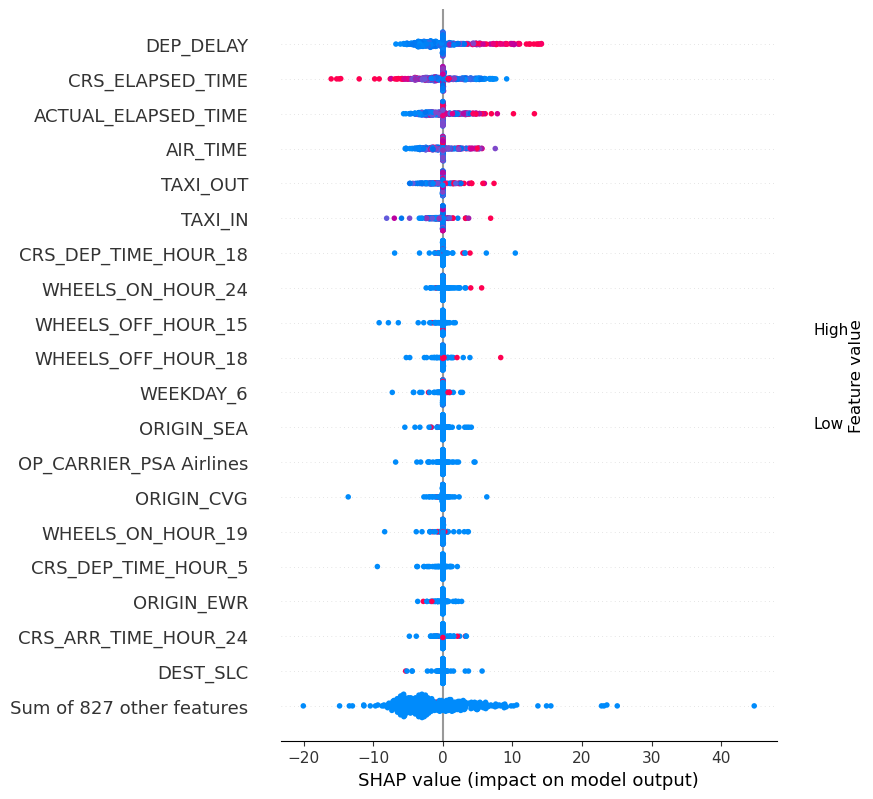 DEP_DELAY
CRS_ELAPSED_TIME
ACTUAL_ELAPSED_TIME
AIR_TIME
TAXI_OUT
TAXI_IN
CRS_DEP_TIME_HOUR_18
WHEELS_ON_HOUR_24
WHEELS_OFF_HOUR_15
WHEELS_OFF_HOUR_18
WEEKDAY_6
ORIGIN_SEA
OP_CARRIER_PSA Airlines
ORIGIN_CVG
WHEELS_ON_HOUR_19
CRS_DEP_TIME_HOUR_5
ORIGIN_EWR
CRS_ARR_TIME_HOUR_24
DEST_SLC
Sum of 827 other features
−20 −10 0 10 20 30 40
SHAP value (impact on model output)
High
Low
Feature value